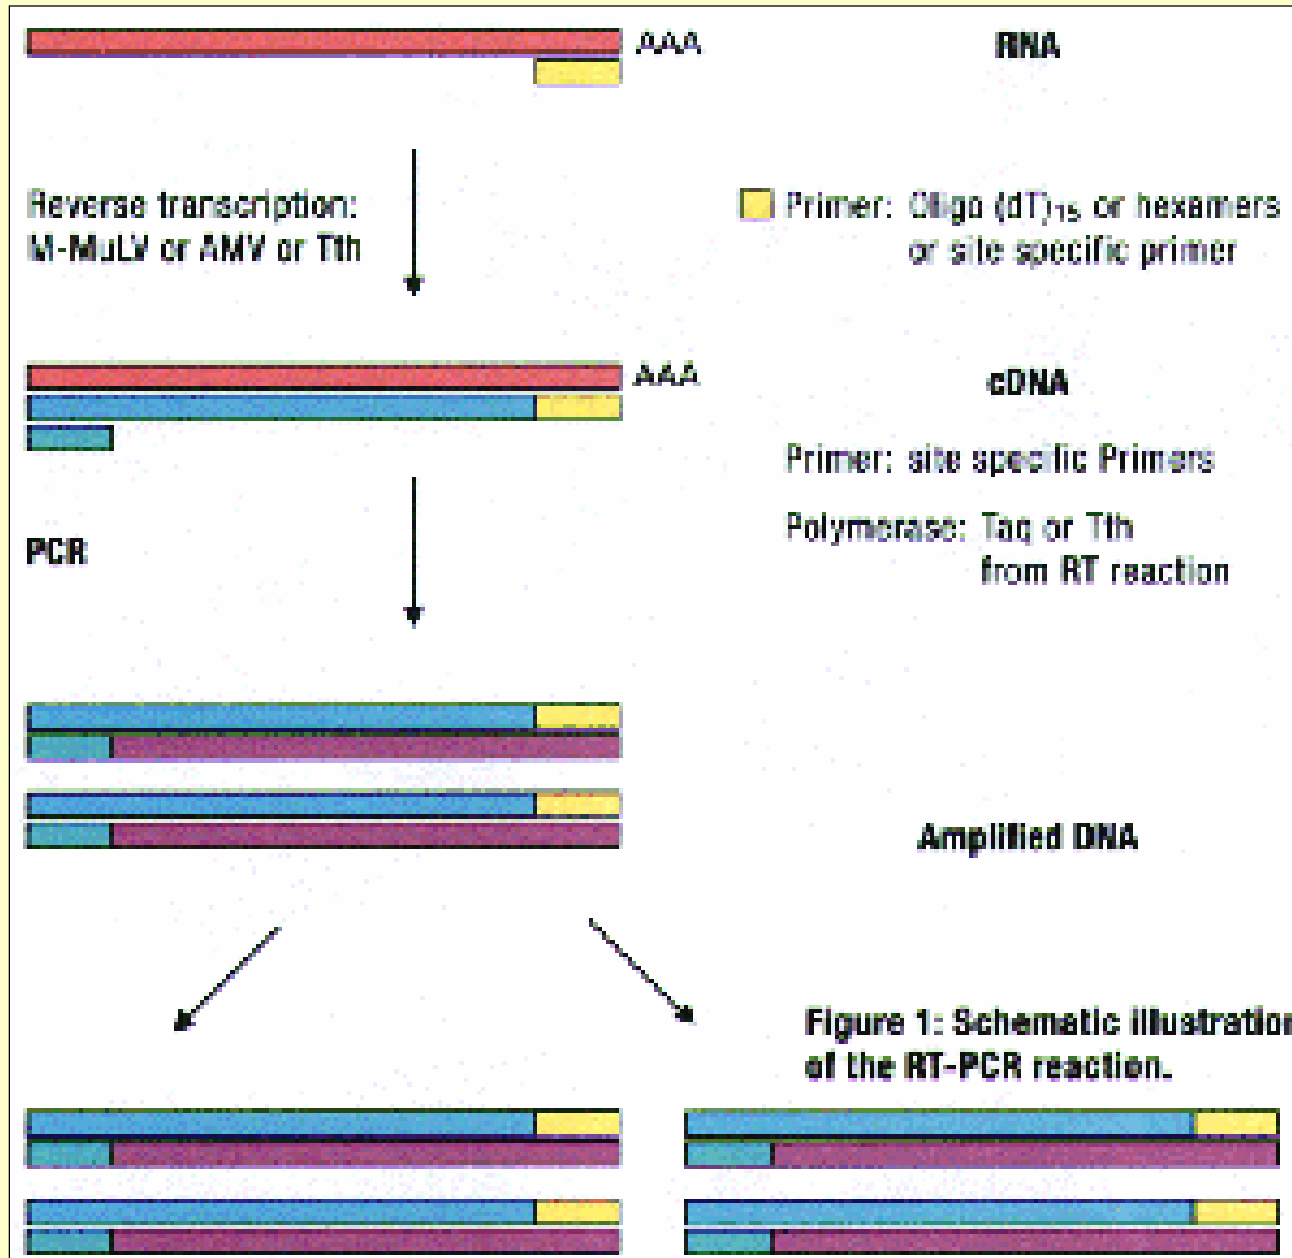 AAA
RNA
Reverse transcription:
M-MuLV or AMV or Tth
Primer: Oligo (dT)₁₅ or hexamers
or site specific primer
AAA
cDNA
Primer: site specific Primers
Polymerase: Taq or Tth
from RT reaction
PCR
Amplified DNA
Figure 1: Schematic illustration
of the RT-PCR reaction.